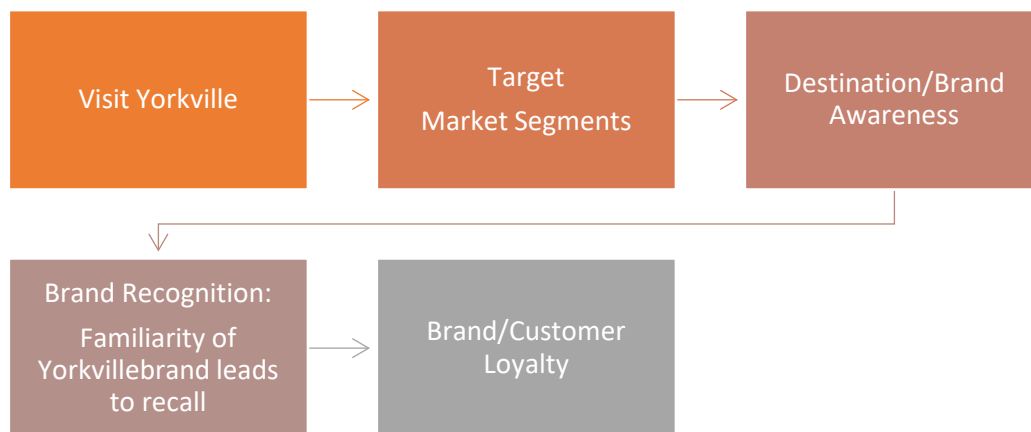 Visit Yorkville
Target
Market Segments
Destination/Brand
Awareness
Brand Recognition:
Familiarity of
Yorkvillebrand leads
to recall
Brand/Customer
Loyalty